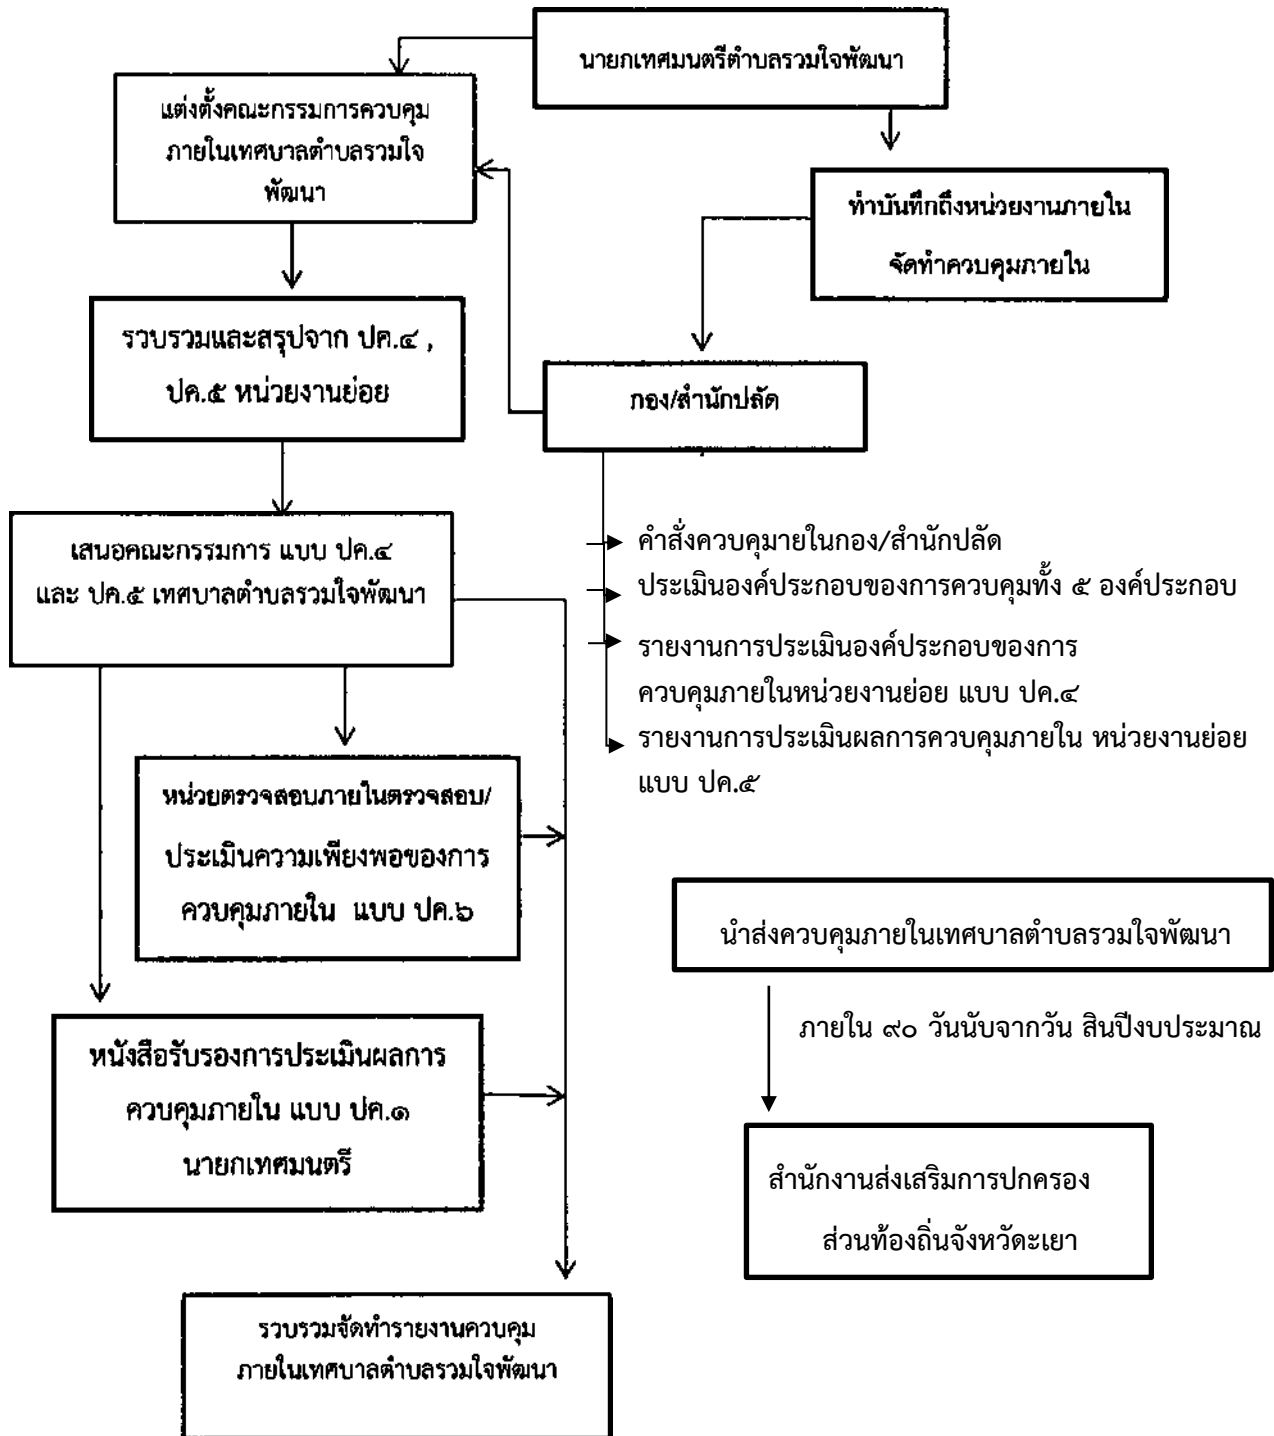 นายกเทศมนตรีตำบลรวมใจพัฒนา
แต่งตั้งคณะกรรมการควบคุม
ภายในเทศบาลตำบลรวมใจ
พัฒนา
ทำบันทึกถึงหน่วยงานภายใน
จัดทำควบคุมภายใน
รวบรวมและสรุปจาก ปค.๔ ,
ปค.๕ หน่วยงานย่อย
กอง/สำนักปลัด
คำสั่งควบคุมายในกอง/สำนักปลัด
ประเมินองค์ประกอบของการควบคุมทั้ง ๕ องค์ประกอบ
รายงานการประเมินองค์ประกอบของการ
ควบคุมภายในหน่วยงานย่อย แบบ ปค.๔
รายงานการประเมินผลการควบคุมภายใน หน่วยงานย่อย
แบบ ปค.๕
เสนอคณะกรรมการ แบบ ปค.๔
และ ปค.๕ เทศบาลตำบลรวมใจพัฒนา
หน่วยตรวจสอบภายในตรวจสอบ/
ประเมินความเพียงพอของการ
ควบคุมภายใน แบบ ปค.๖
หนังสือรับรองการประเมินผลการ
ควบคุมภายใน แบบ ปค.๑
นายกเทศมนตรี
รวบรวมจัดทำรายงานควบคุม
ภายในเทศบาลตำบลรวมใจพัฒนา
นำส่งควบคุมภายในเทศบาลตำบลรวมใจพัฒนา
ภายใน ๙๐ วันนับจากวัน สินปีงบประมาณ
สำนักงานส่งเสริมการปกครอง
ส่วนท้องถิ่นจังหวัดะเยา